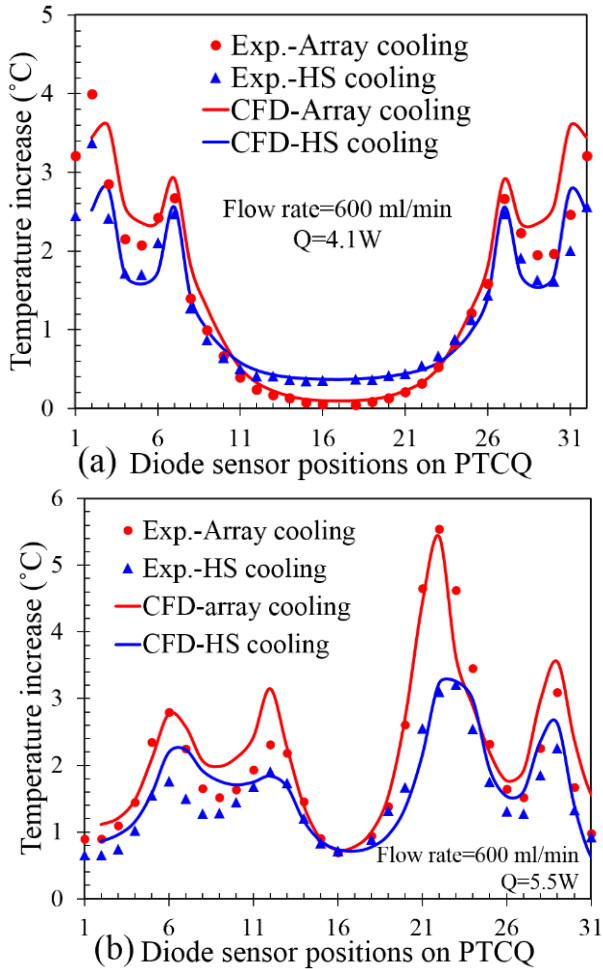 5
4
3
2
1
0
Temperature increase (˚C)
Exp.-Array cooling
Exp.-HS cooling
CFD-Array cooling
CFD-HS cooling
Flow rate=600 ml/min
Q=4.1W
1 6 11 16 21 26 31
(a) Diode sensor positions on PTCQ
6
5
4
3
2
1
0
Temperature increase (˚C)
Exp.-Array cooling
Exp.-HS cooling
CFD-array cooling
CFD-HS cooling
Flow rate=600 ml/min
Q=5.5W
1 6 11 16 21 26 31
(b) Diode sensor positions on PTCQ